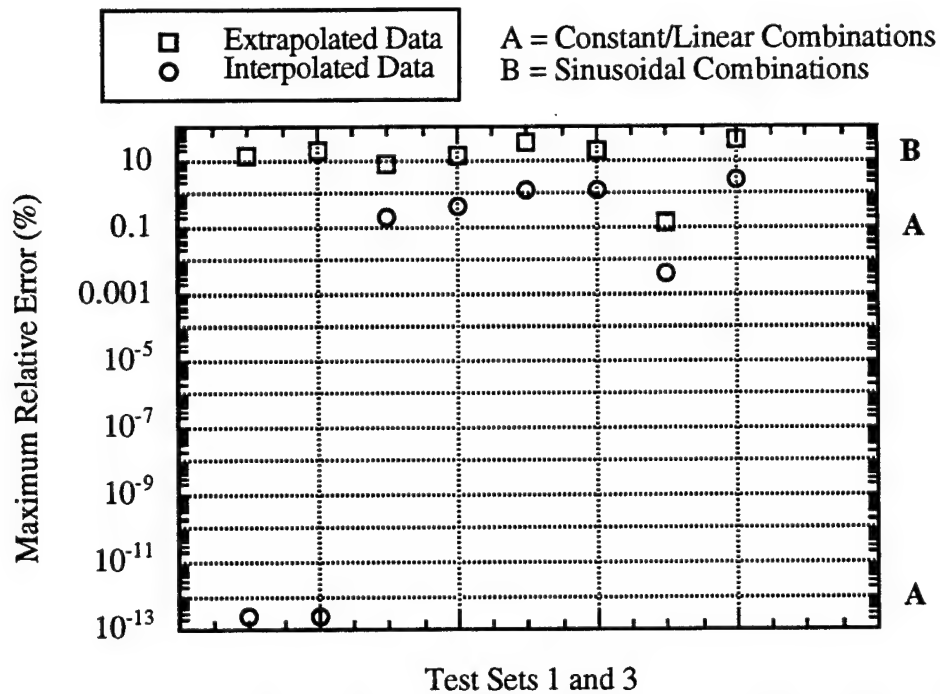 Extrapolated Data
Interpolated Data
A = Constant/Linear Combinations
B = Sinusoidal Combinations
Maximum Relative Error (%)
10
0.1
0.001
10-5
10-7
10-9
10-11
10-13
B
A
A
Test Sets 1 and 3